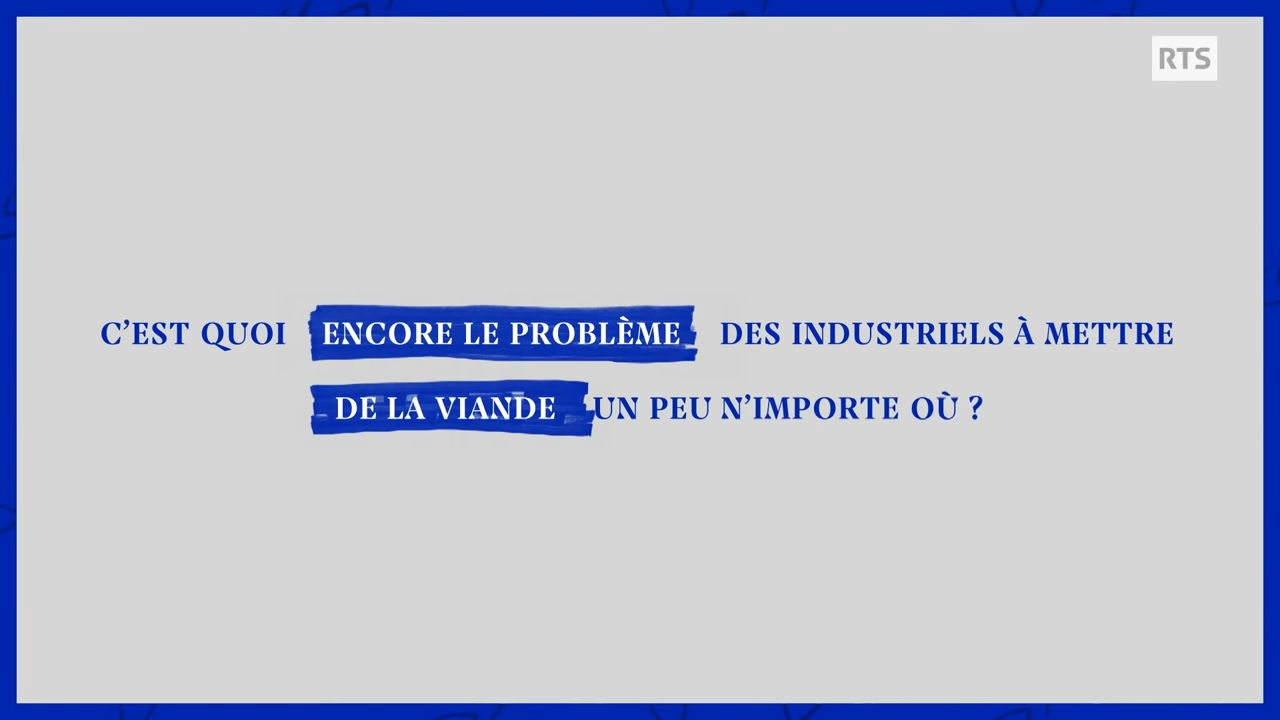 RTS
C’EST QUOI ENCORE LE PROBLÈME DES INDUSTRIELS À METTRE
DE LA VIANDE UN PEU N’IMPORTE OÙ ?